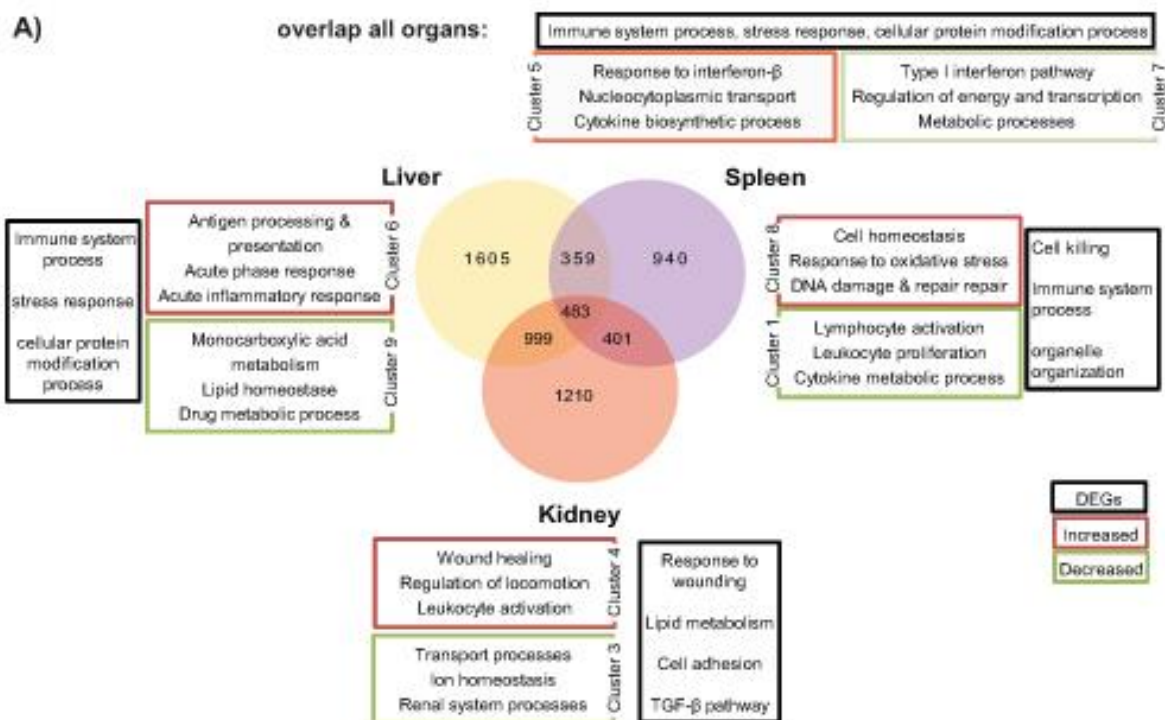 A)
overlap all organs:
Immune system process, stress response, cellular protein modification process
Cluster 5
Response to interferon-β
Nucleocytoplasmic transport
Cytokine biosynthetic process
Type I interferon pathway
Regulation of energy and transcription
Metabolic processes
Cluster 7
Liver
Spleen
Immune system
process
stress response
cellular protein
modification
process
Antigen processing &
presentation
Acute phase response
Acute inflammatory response
Cluster 6
Monocarboxylic acid
metabolism
Lipid homeostase
Drug metabolic process
Cluster 9
1605
359
940
483
999
401
1210
Cluster 8
Cell homeostasis
Response to oxidative stress
DNA damage & repair repair
Cluster 1
Lymphocyte activation
Leukocyte proliferation
Cytokine metabolic process
Cell killing
Immune system
process
organelle
organization
Kidney
Wound healing
Regulation of locomotion
Leukocyte activation
Cluster 4
Transport processes
Ion homeostasis
Renal system processes
Cluster 3
Response to
wounding
Lipid metabolism
Cell adhesion
TGF-β pathway
DEGs
Increased
Decreased